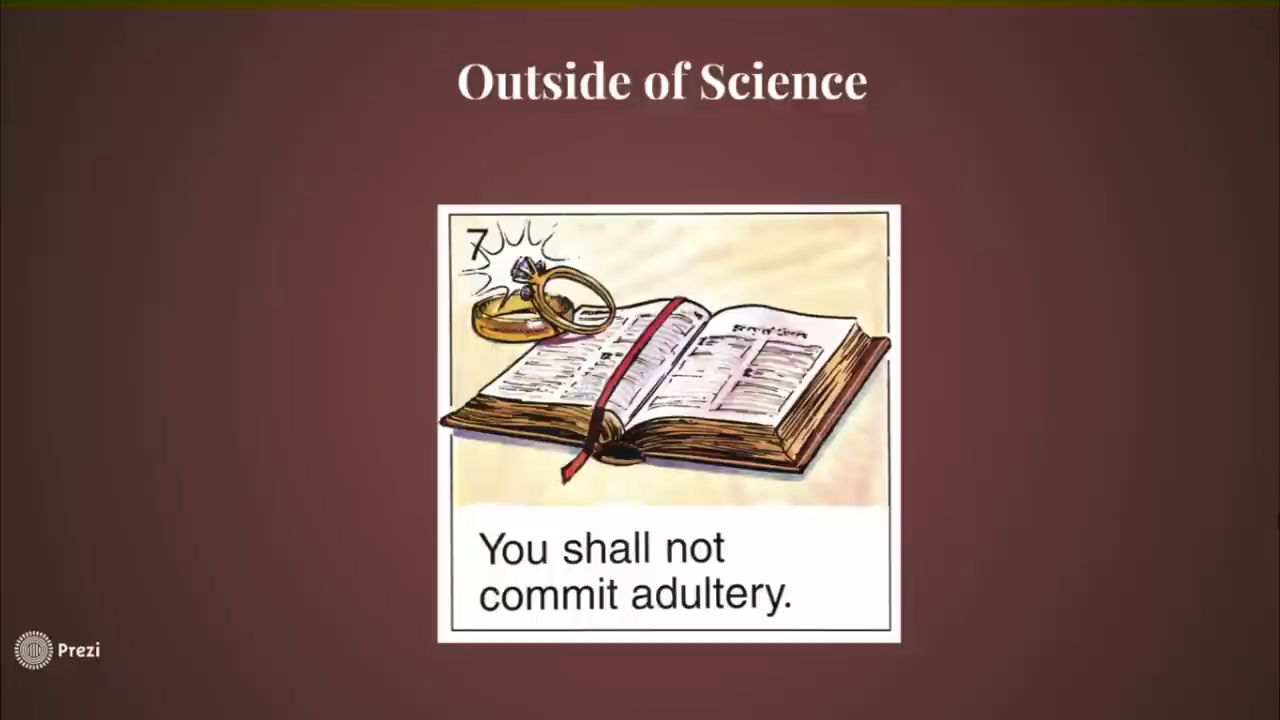 Outside of Science
7
You shall not
commit adultery.
Prezi